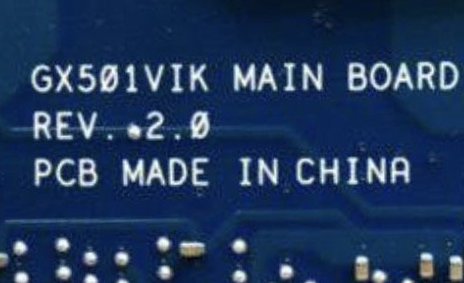 GX501VIK MAIN BOARD
REV. 2.0
PCB MADE IN CHINA